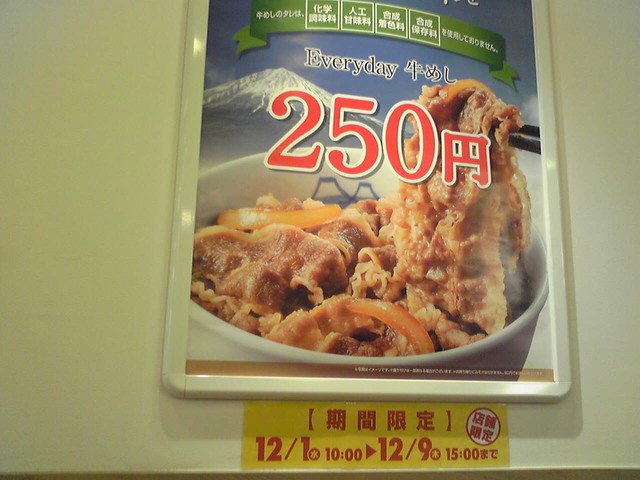 牛めしのタレは、
化学調味料
人工甘味料
合成着色料
合成保存料
を使用しておりません。
Everyday 牛めし
250円
【期間限定】
店舗限定
12/1㊌ 10:00▶12/9㊍ 15:00まで